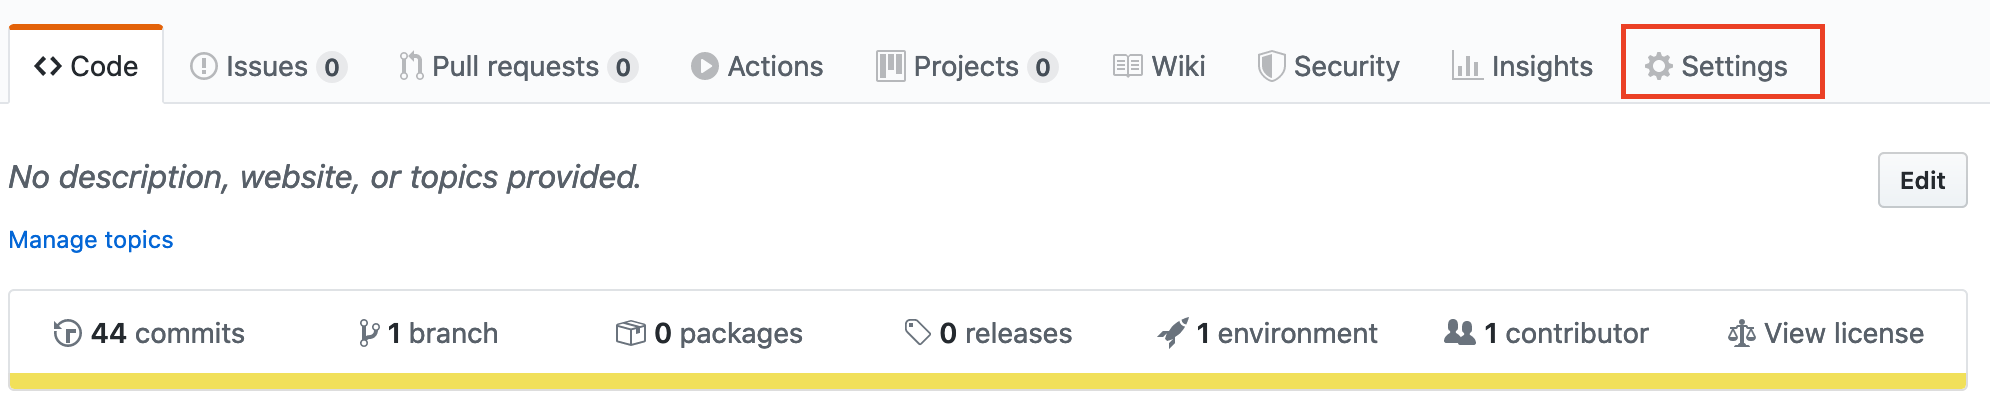 Code Issues 0 Pull requests 0 Actions Projects 0 Wiki Security Insights Settings
No description, website, or topics provided. Edit
Manage topics
44 commits 1 branch 0 packages 0 releases 1 environment 1 contributor View license